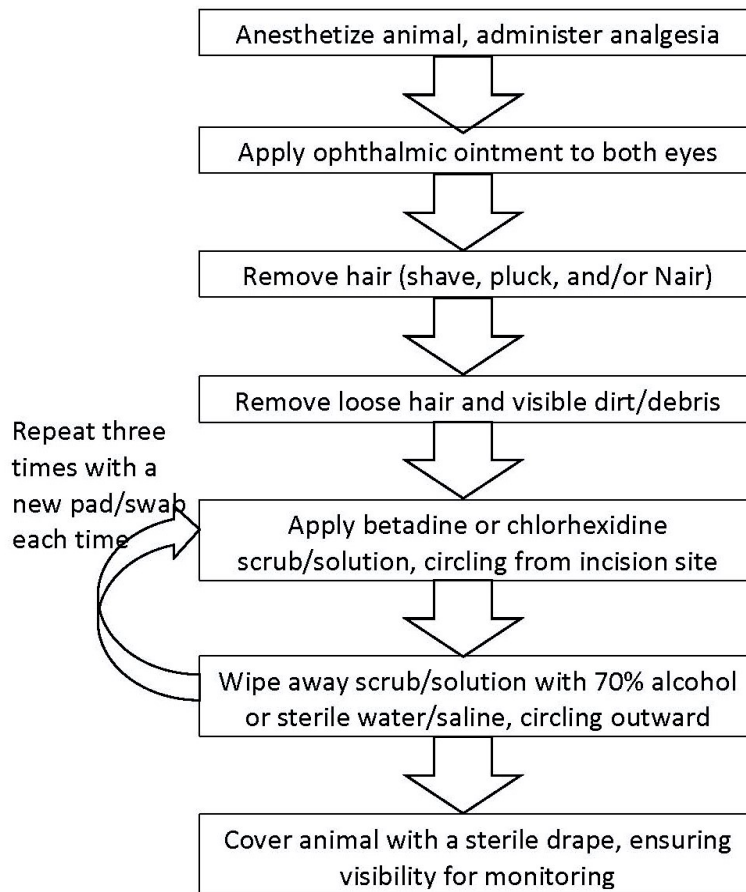 Anesthetize animal, administer analgesia
Apply ophthalmic ointment to both eyes
Remove hair (shave, pluck, and/or Nair)
Remove loose hair and visible dirt/debris
Repeat three
times with a
new pad/swab
each time
Apply betadine or chlorhexidine
scrub/solution, circling from incision site
Wipe away scrub/solution with 70% alcohol
or sterile water/saline, circling outward
Cover animal with a sterile drape, ensuring
visibility for monitoring